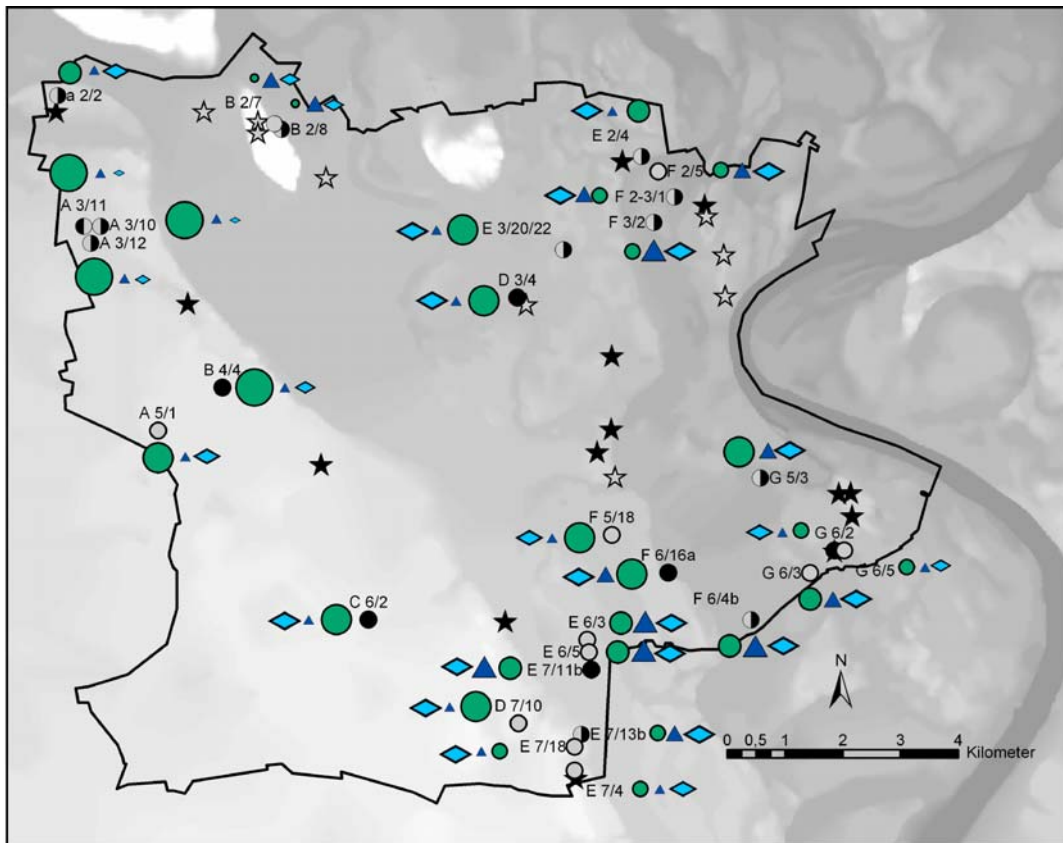 a 2/2
B 2/7
B 2/8
E 2/4
F 2/5
A 3/11
A 3/10
F 2-3/1
A 3/12
E 3/20/22
F 3/2
D 3/4
B 4/4
A 5/1
G 5/3
F 5/18
G 6/2
F 6/16a
G 6/3
G 6/5
C 6/2
E 6/3
F 6/4b
E 6/5
E 7/11b
N
D 7/10
E 7/18
E 7/13b
0 0,5 1 2 3 4
Kilometer
E 7/4